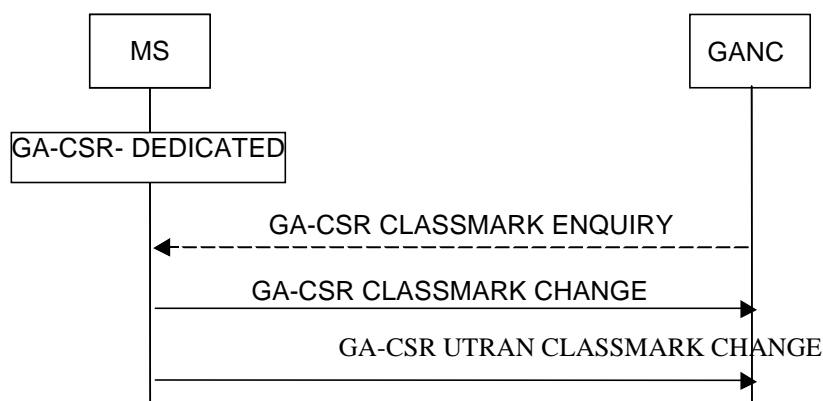 MS
GANC
GA-CSR- DEDICATED
GA-CSR CLASSMARK ENQUIRY
GA-CSR CLASSMARK CHANGE
GA-CSR UTRAN CLASSMARK CHANGE